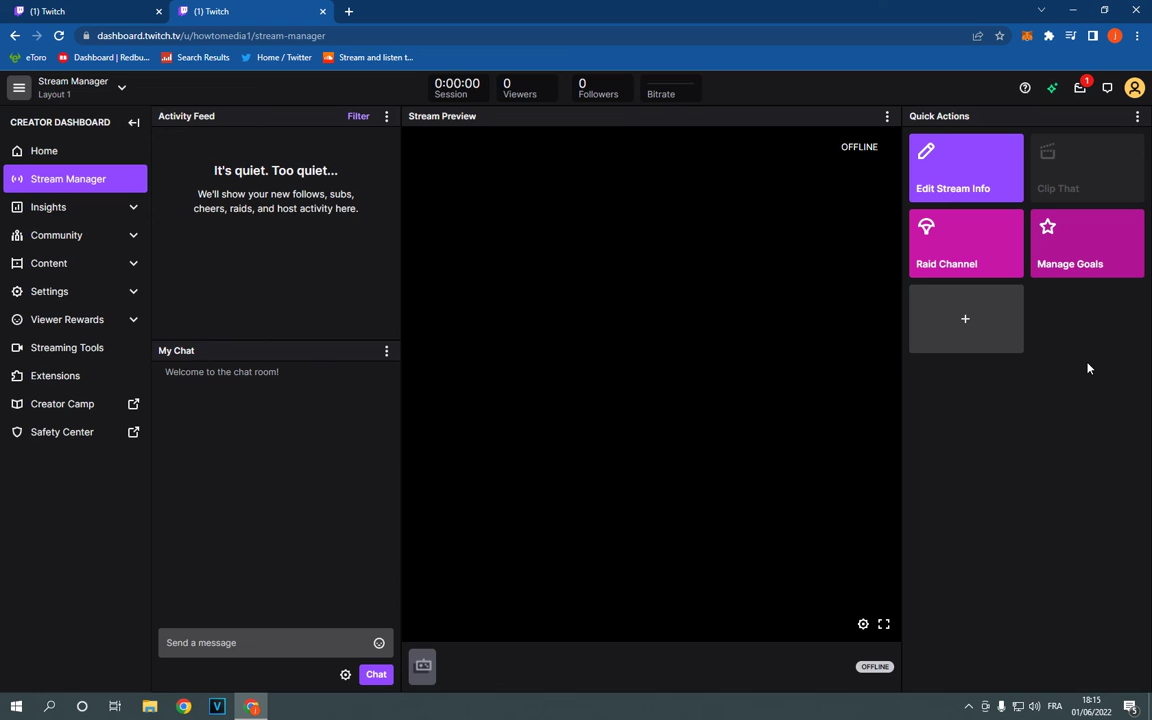 (1) Twitch
(1) Twitch
dashboard.twitch.tv/u/howtomedia1/stream-manager
eToro
Dashboard | Redbu...
Search Results
Home / Twitter
Stream and listen t...
Stream Manager
Layout 1
0:00:00
Session
0
Viewers
0
Followers
Bitrate
1
CREATOR DASHBOARD
Home
Stream Manager
Insights
Community
Content
Settings
Viewer Rewards
Streaming Tools
Extensions
Creator Camp
Safety Center
Activity Feed
Filter
It's quiet. Too quiet...
We'll show your new follows, subs,
cheers, raids, and host activity here.
My Chat
Welcome to the chat room!
Send a message
Chat
Stream Preview
OFFLINE
OFFLINE
Quick Actions
Edit Stream Info
Clip That
Raid Channel
Manage Goals
+
FRA
18:15
01/06/2022
5